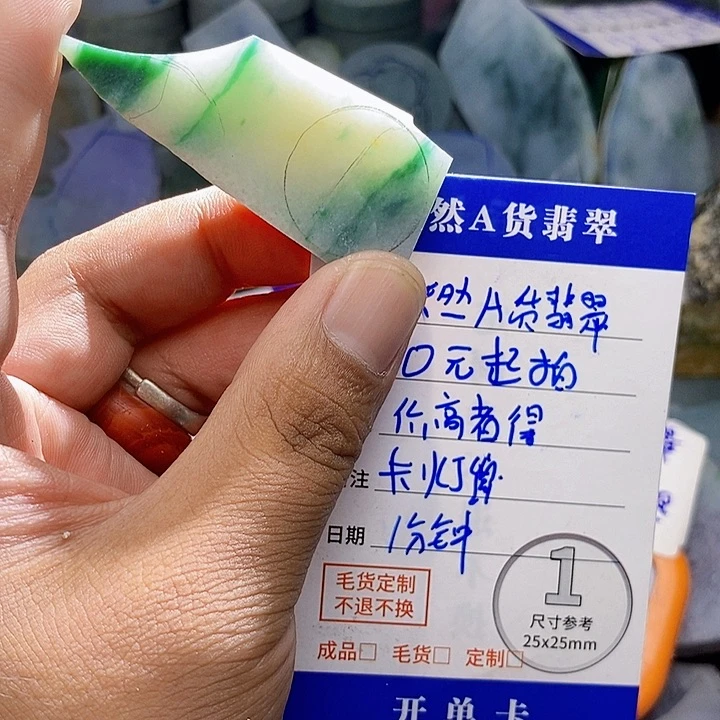 然A货翡翠
然A货翡翠
0元起拍
价高者得
注 卡灯管
日期 1分钟
毛货定制
不退不换
1
尺寸参考
25x25mm
成品□ 毛货□ 定制□
开单卡